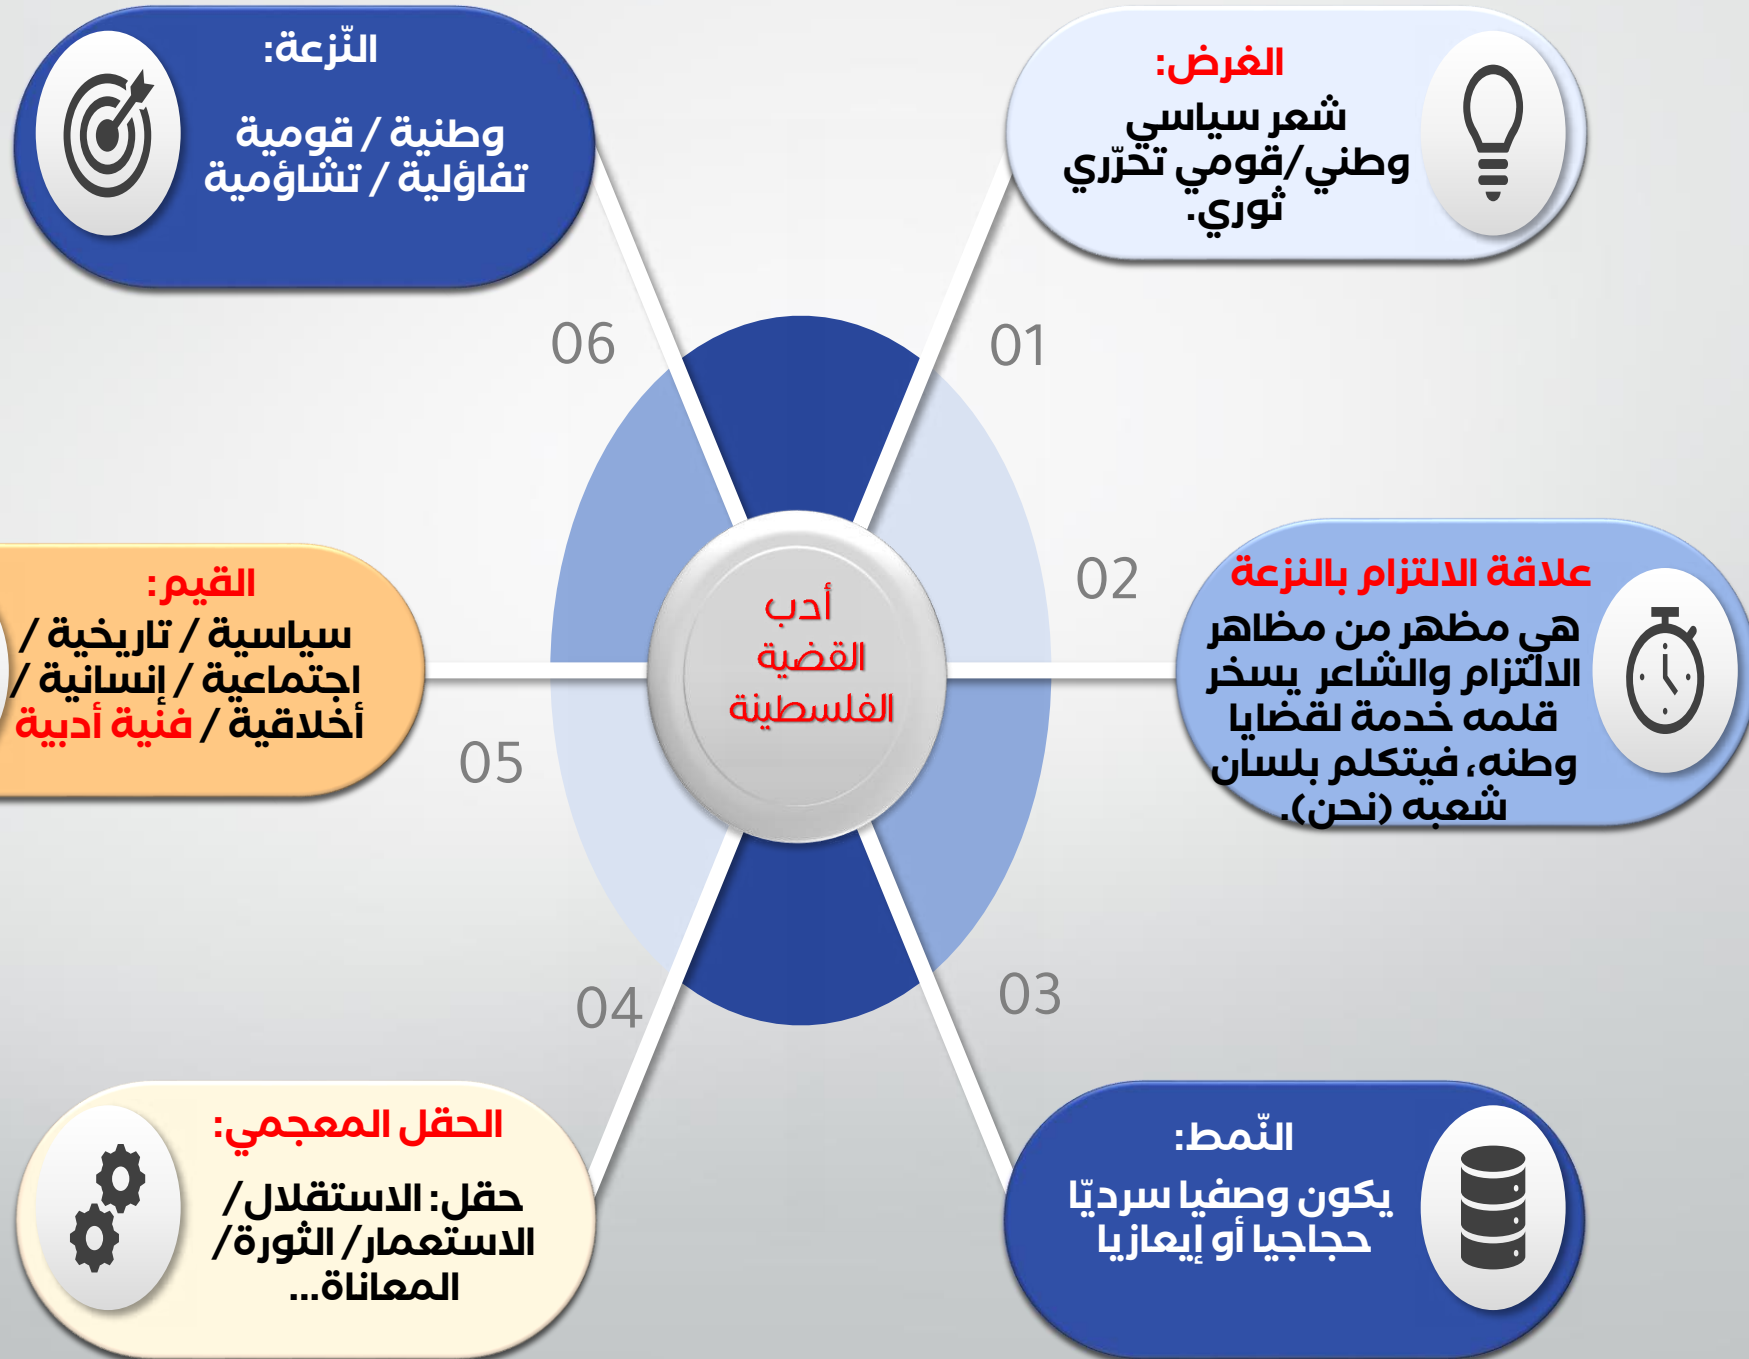 أدب
القضية
الفلسطينة
01
الغرض:
شعر سياسي
وطني/قومي تحرّري
ثوري.
02
علاقة الالتزام بالنزعة
هي مظهر من مظاهر
الالتزام والشاعر يسخر
قلمه خدمة لقضايا
وطنه، فيتكلم بلسان
شعبه (نحن).
03
النّمط:
يكون وصفيا سرديّا
حجاجيا أو إيعازيا
04
الحقل المعجمي:
حقل: الاستقلال/
الاستعمار/ الثورة/
المعاناة...
05
القيم:
سياسية / تاريخية /
اجتماعية / إنسانية /
أخلاقية / فنية أدبية
06
النّزعة:
وطنية / قومية
تفاؤلية / تشاؤمية